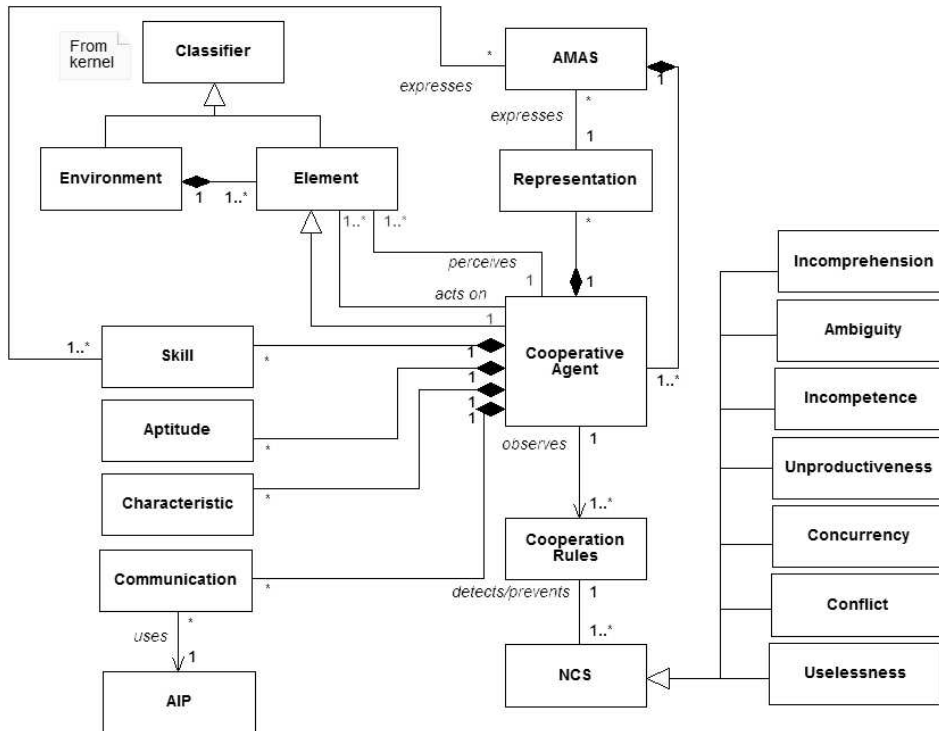 From
kernel
Classifier
*
AMAS
1
expresses
*
expresses
1
Environment
1
1..*
Element
Representation
1..*
1..*
*
perceives
1
1
acts on
1
Incomprehension
1..*
Skill
*
1
Cooperative
Agent
1..*
Ambiguity
1
Aptitude
*
1
1
Incompetence
observes
1
Characteristic
*
Unproductiveness
1..*
Cooperation
Rules
Concurrency
Communication
*
detects/prevents
1
*
uses
1
1..*
Conflict
AIP
NCS
Uselessness